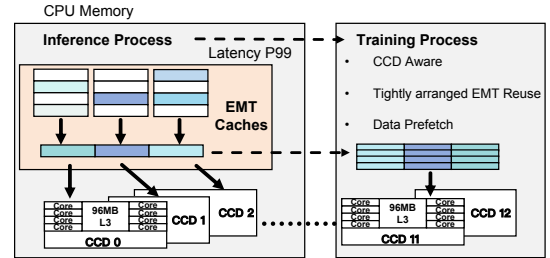 CPU Memory
Inference Process
Latency P99
EMT
Caches
Core
Core
Core
Core
96MB
L3
Core
Core
Core
Core
CCD 0
CCD 1
CCD 2
Training Process
• CCD Aware
• Tightly arranged EMT Reuse
• Data Prefetch
Core
Core
Core
Core
96MB
L3
Core
Core
Core
Core
CCD 11
CCD 12